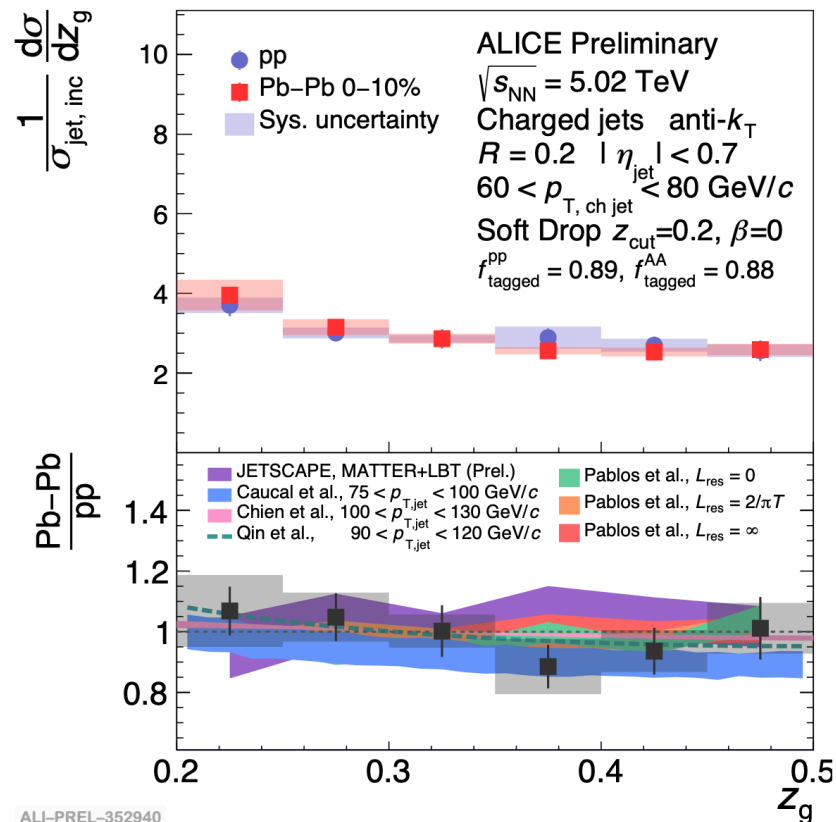 1/σ_jet, inc dσ/dz_g
10
8
6
4
2
pp
Pb−Pb 0−10%
Sys. uncertainty
ALICE Preliminary
√s_NN = 5.02 TeV
Charged jets anti-k_T
R = 0.2 | η_jet| < 0.7
60 < p_T, ch jet < 80 GeV/c
Soft Drop z_cut=0.2, β=0
f^pp_tagged = 0.89, f^AA_tagged = 0.88
Pb−Pb/pp
1.4
1.2
1
0.8
JETSCAPE, MATTER+LBT (Prel.)
Caucal et al., 75 < p_T,jet < 100 GeV/c
Chien et al., 100 < p_T,jet < 130 GeV/c
Qin et al., 90 < p_T,jet < 120 GeV/c
Pablos et al., L_res = 0
Pablos et al., L_res = 2/πT
Pablos et al., L_res = ∞
0.2 0.3 0.4 0.5
z_g
ALI−PREL−352940